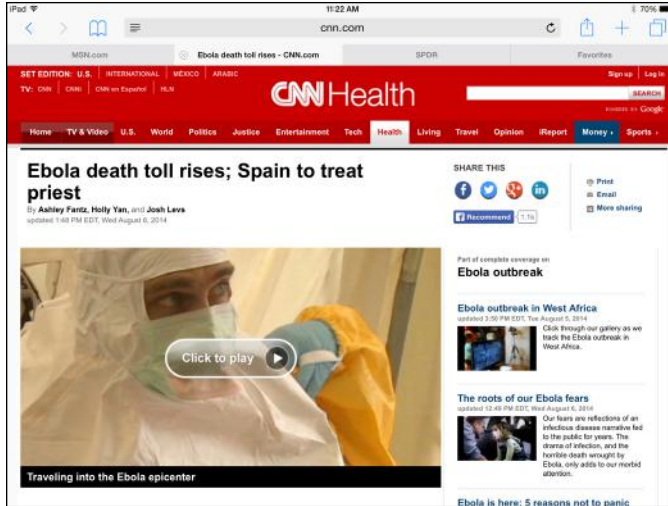 iPad 11:22 AM 70%
cnn.com
MSN.com Ebola death toll rises - CNN.com SPDR Favorites
SET EDITION: U.S. INTERNATIONAL MÉXICO ARABIC Sign up Log in
TV: CNN CNNi CNN en Español HLN
CNN Health
SEARCH
POWERED BY Google
Home TV & Video U.S. World Politics Justice Entertainment Tech Health Living Travel Opinion iReport Money Sports
Ebola death toll rises; Spain to treat
priest
By Ashley Fantz, Holly Yan, and Josh Levs
updated 1:48 PM EDT, Wed August 6, 2014
SHARE THIS
Recommend 1.1k
Print
Email
More sharing
Click to play
Traveling into the Ebola epicenter
Part of complete coverage on
Ebola outbreak
Ebola outbreak in West Africa
updated 3:50 PM EDT, Tue August 5, 2014
Click through our gallery as we
track the Ebola outbreak in
West Africa.
The roots of our Ebola fears
updated 12:49 PM EDT, Wed August 6, 2014
Our fears are reflections of an
infectious disease narrative fed
to the public for years. The
drama of infection, and the
horrible death wrought by
Ebola, only adds to our morbid
attention.
Ebola is here: 5 reasons not to panic